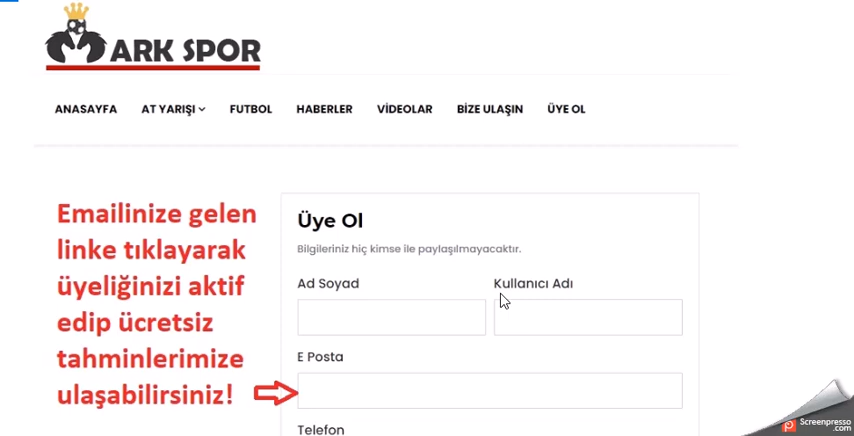 ARK SPOR
ANASAYFA AT YARIŞI FUTBOL HABERLER VİDEOLAR BİZE ULAŞIN ÜYE OL
Emailinize gelen
linke tıklayarak
üyeliğinizi aktif
edip ücretsiz
tahminlerimize
ulaşabilirsiniz!
Üye Ol
Bilgileriniz hiç kimse ile paylaşılmayacaktır.
Ad Soyad Kullanıcı Adı
E Posta
Telefon
Screenpresso
.com